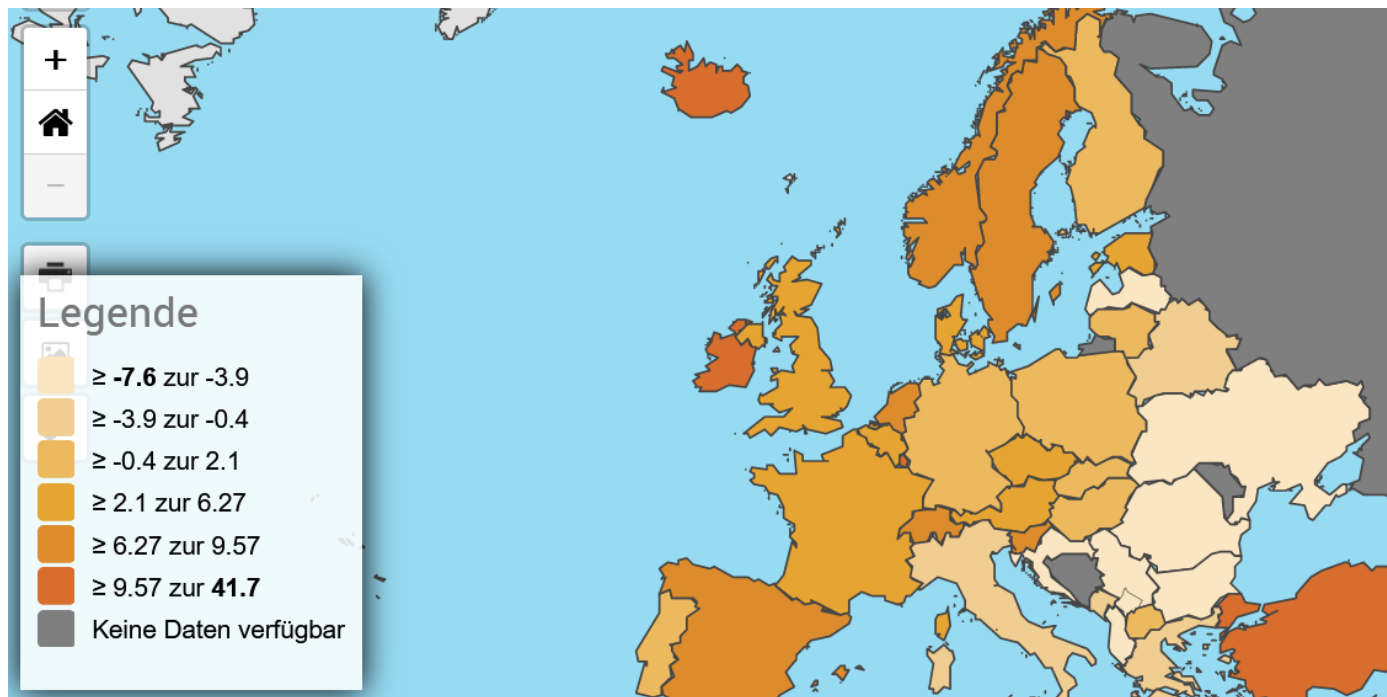 +
−
Legende
≥ -7.6 zur -3.9
≥ -3.9 zur -0.4
≥ -0.4 zur 2.1
≥ 2.1 zur 6.27
≥ 6.27 zur 9.57
≥ 9.57 zur 41.7
Keine Daten verfügbar